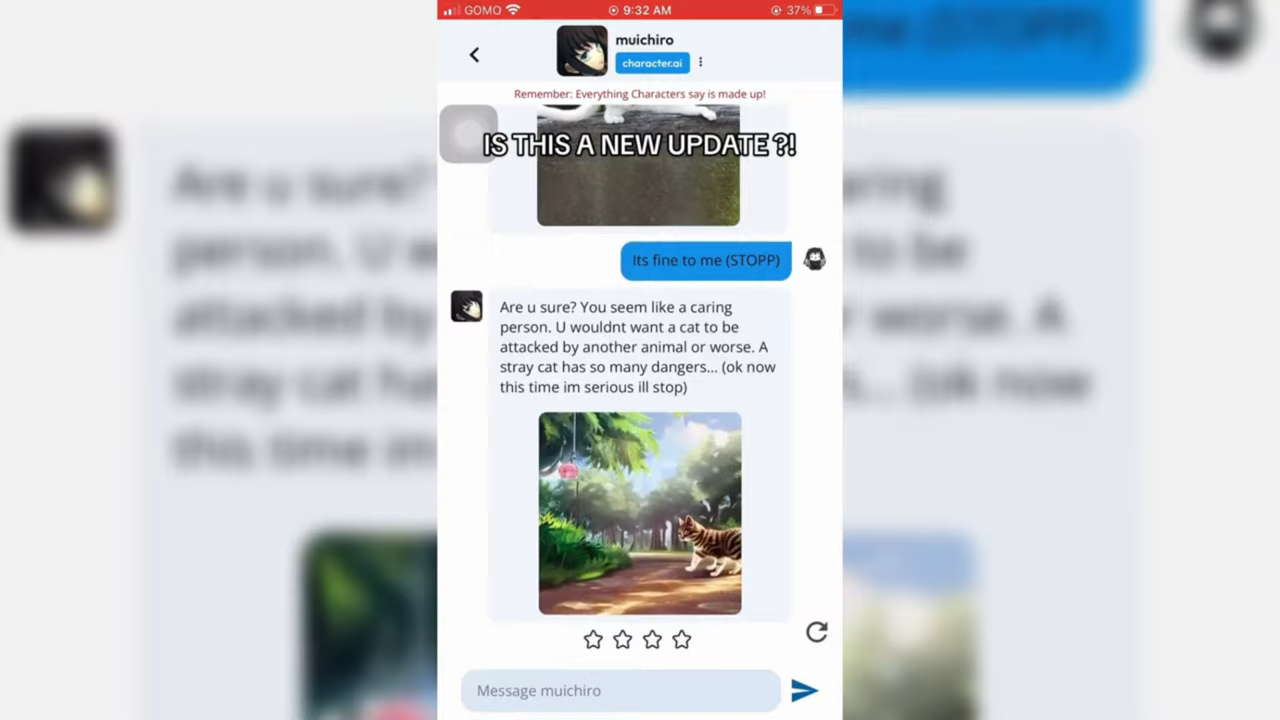 GOMO
9:32 AM
37%
muichiro
character.ai
Remember: Everything Characters say is made up!
IS THIS A NEW UPDATE ?!
Its fine to me (STOPP)
Are u sure? You seem like a caring
person. U wouldnt want a cat to be
attacked by another animal or worse. A
stray cat has so many dangers... (ok now
this time im serious ill stop)
Message muichiro